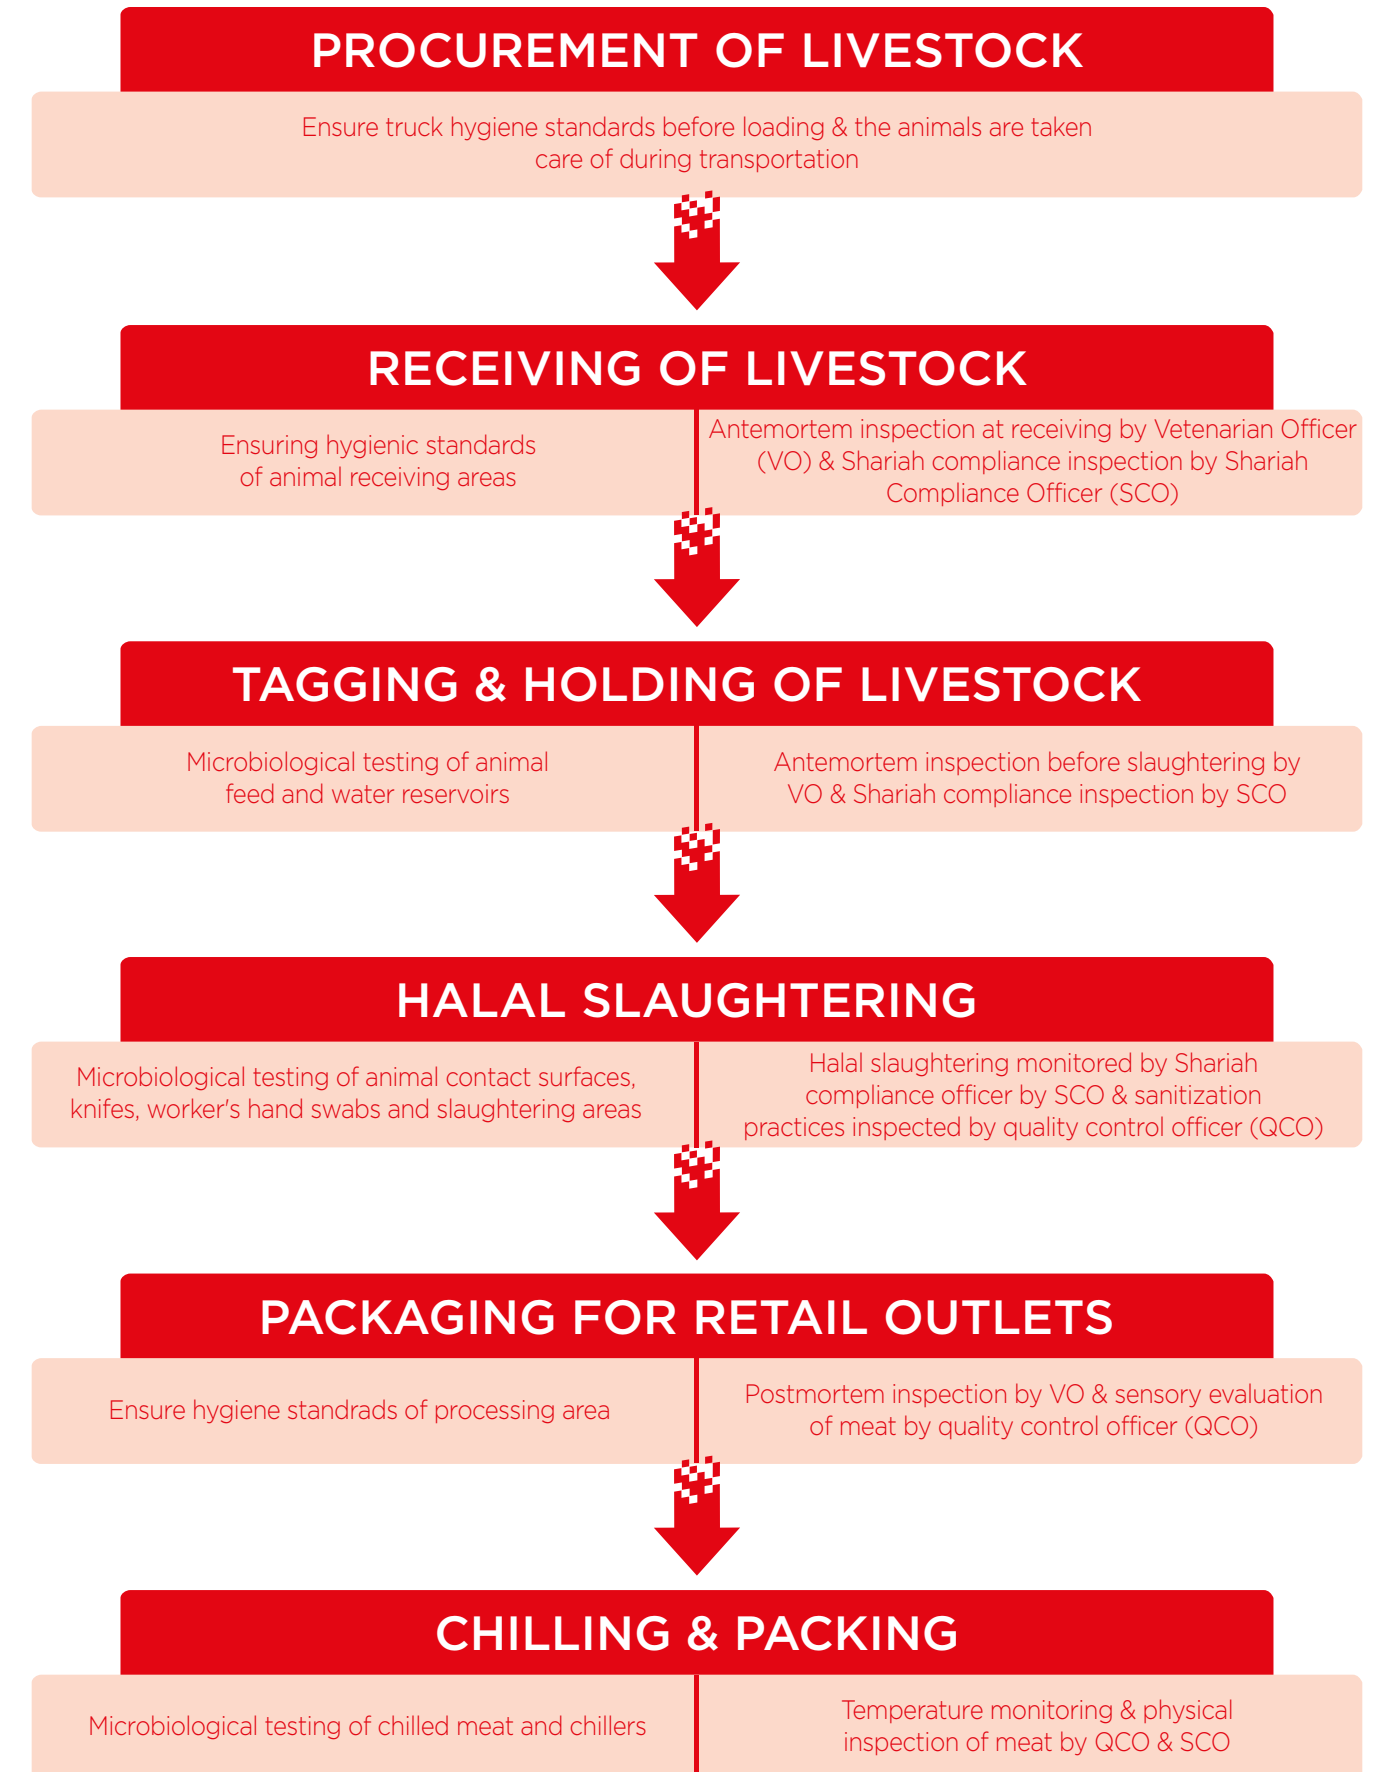 PROCUREMENT OF LIVESTOCK
Ensure truck hygiene standards before loading & the animals are taken
care of during transportation
RECEIVING OF LIVESTOCK
Ensuring hygienic standards
of animal receiving areas
Antemortem inspection at receiving by Vetenarian Officer
(VO) & Shariah compliance inspection by Shariah
Compliance Officer (SCO)
TAGGING & HOLDING OF LIVESTOCK
Microbiological testing of animal
feed and water reservoirs
Antemortem inspection before slaughtering by
VO & Shariah compliance inspection by SCO
HALAL SLAUGHTERING
Microbiological testing of animal contact surfaces,
knifes, worker's hand swabs and slaughtering areas
Halal slaughtering monitored by Shariah
compliance officer by SCO & sanitization
practices inspected by quality control officer (QCO)
PACKAGING FOR RETAIL OUTLETS
Ensure hygiene standrads of processing area
Postmortem inspection by VO & sensory evaluation
of meat by quality control officer (QCO)
CHILLING & PACKING
Microbiological testing of chilled meat and chillers
Temperature monitoring & physical
inspection of meat by QCO & SCO